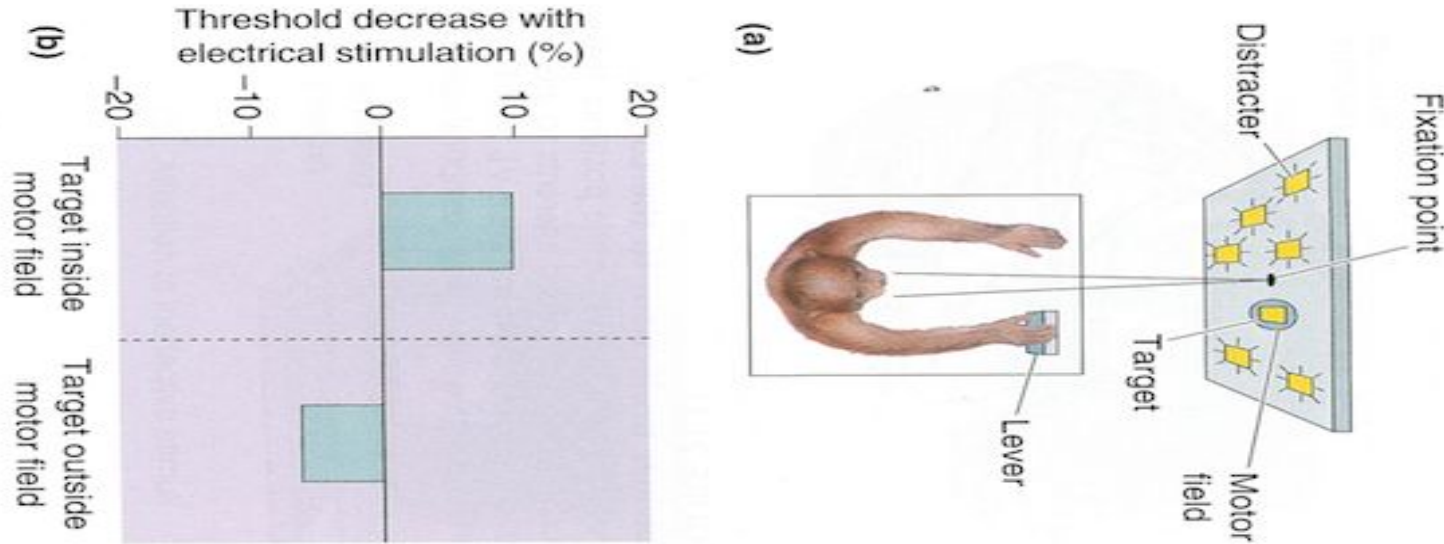 (a)
Fixation point
Distracter
Target
Motor
field
Lever
(b)
Threshold decrease with
electrical stimulation (%)
20
10
0
–10
–20
Target inside
motor field
Target outside
motor field